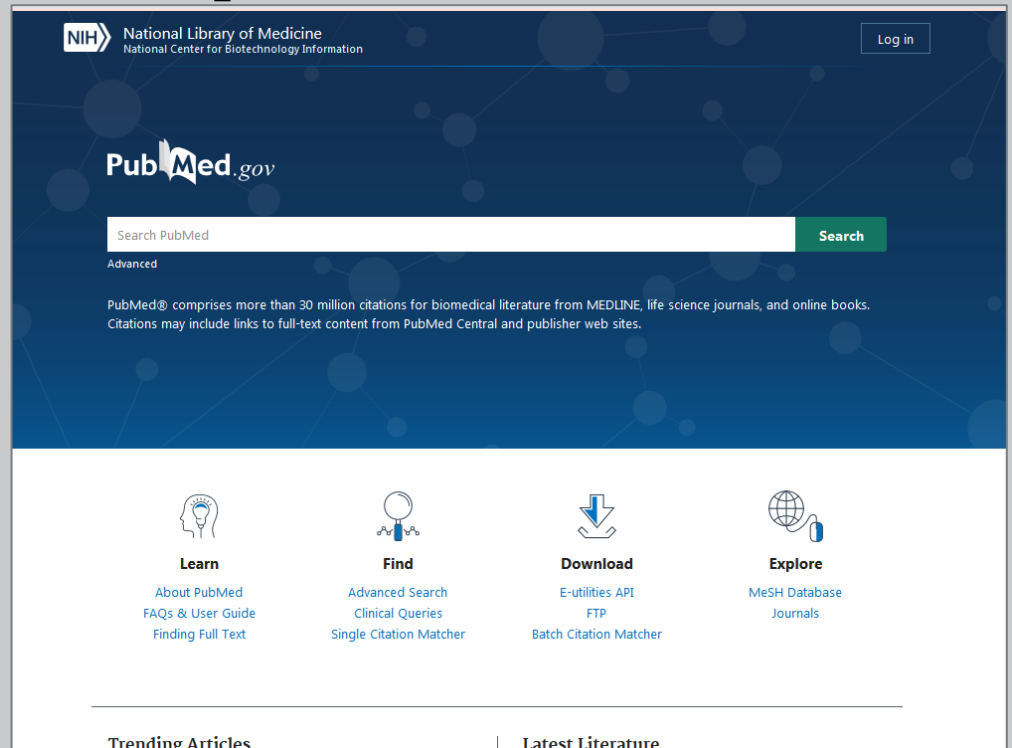 NIH
National Library of Medicine
National Center for Biotechnology Information
Log in
PubMed.gov
Search PubMed
Search
Advanced
PubMed® comprises more than 30 million citations for biomedical literature from MEDLINE, life science journals, and online books.
Citations may include links to full-text content from PubMed Central and publisher web sites.
Learn
About PubMed
FAQs & User Guide
Finding Full Text
Find
Advanced Search
Clinical Queries
Single Citation Matcher
Download
E-utilities API
FTP
Batch Citation Matcher
Explore
MeSH Database
Journals
Trending Articles
Latest Literature